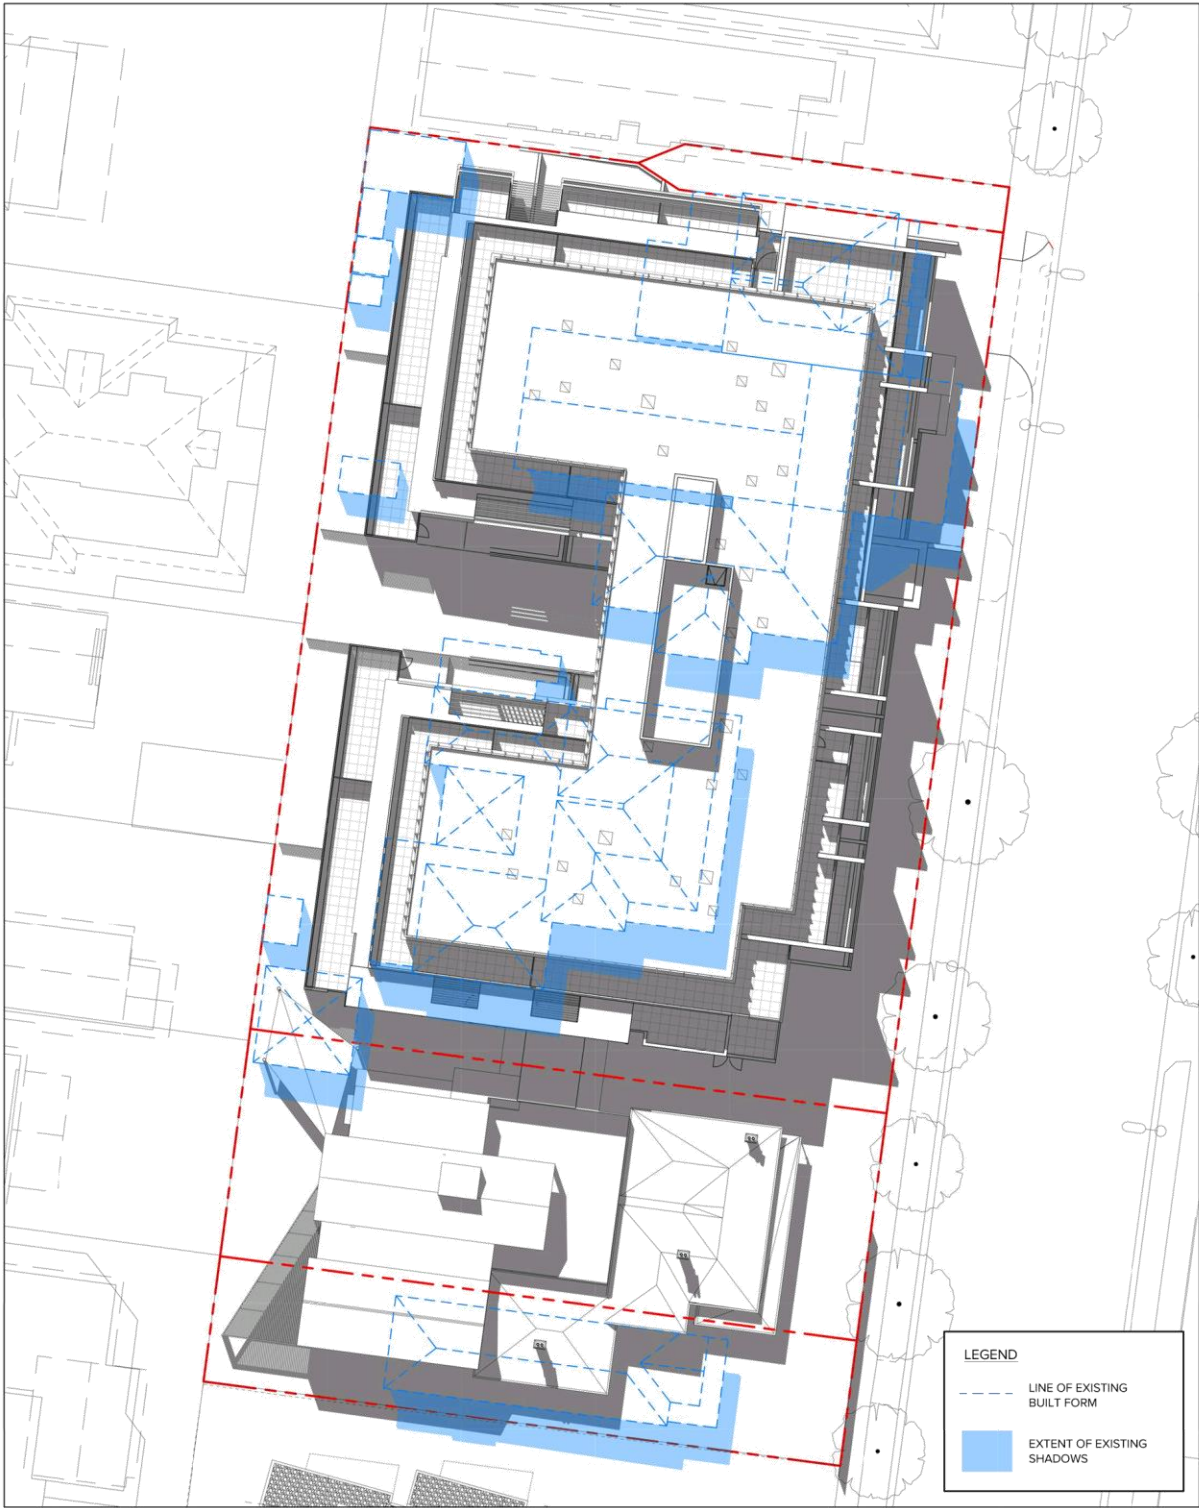 LEGEND
LINE OF EXISTING
BUILT FORM
EXTENT OF EXISTING
SHADOWS